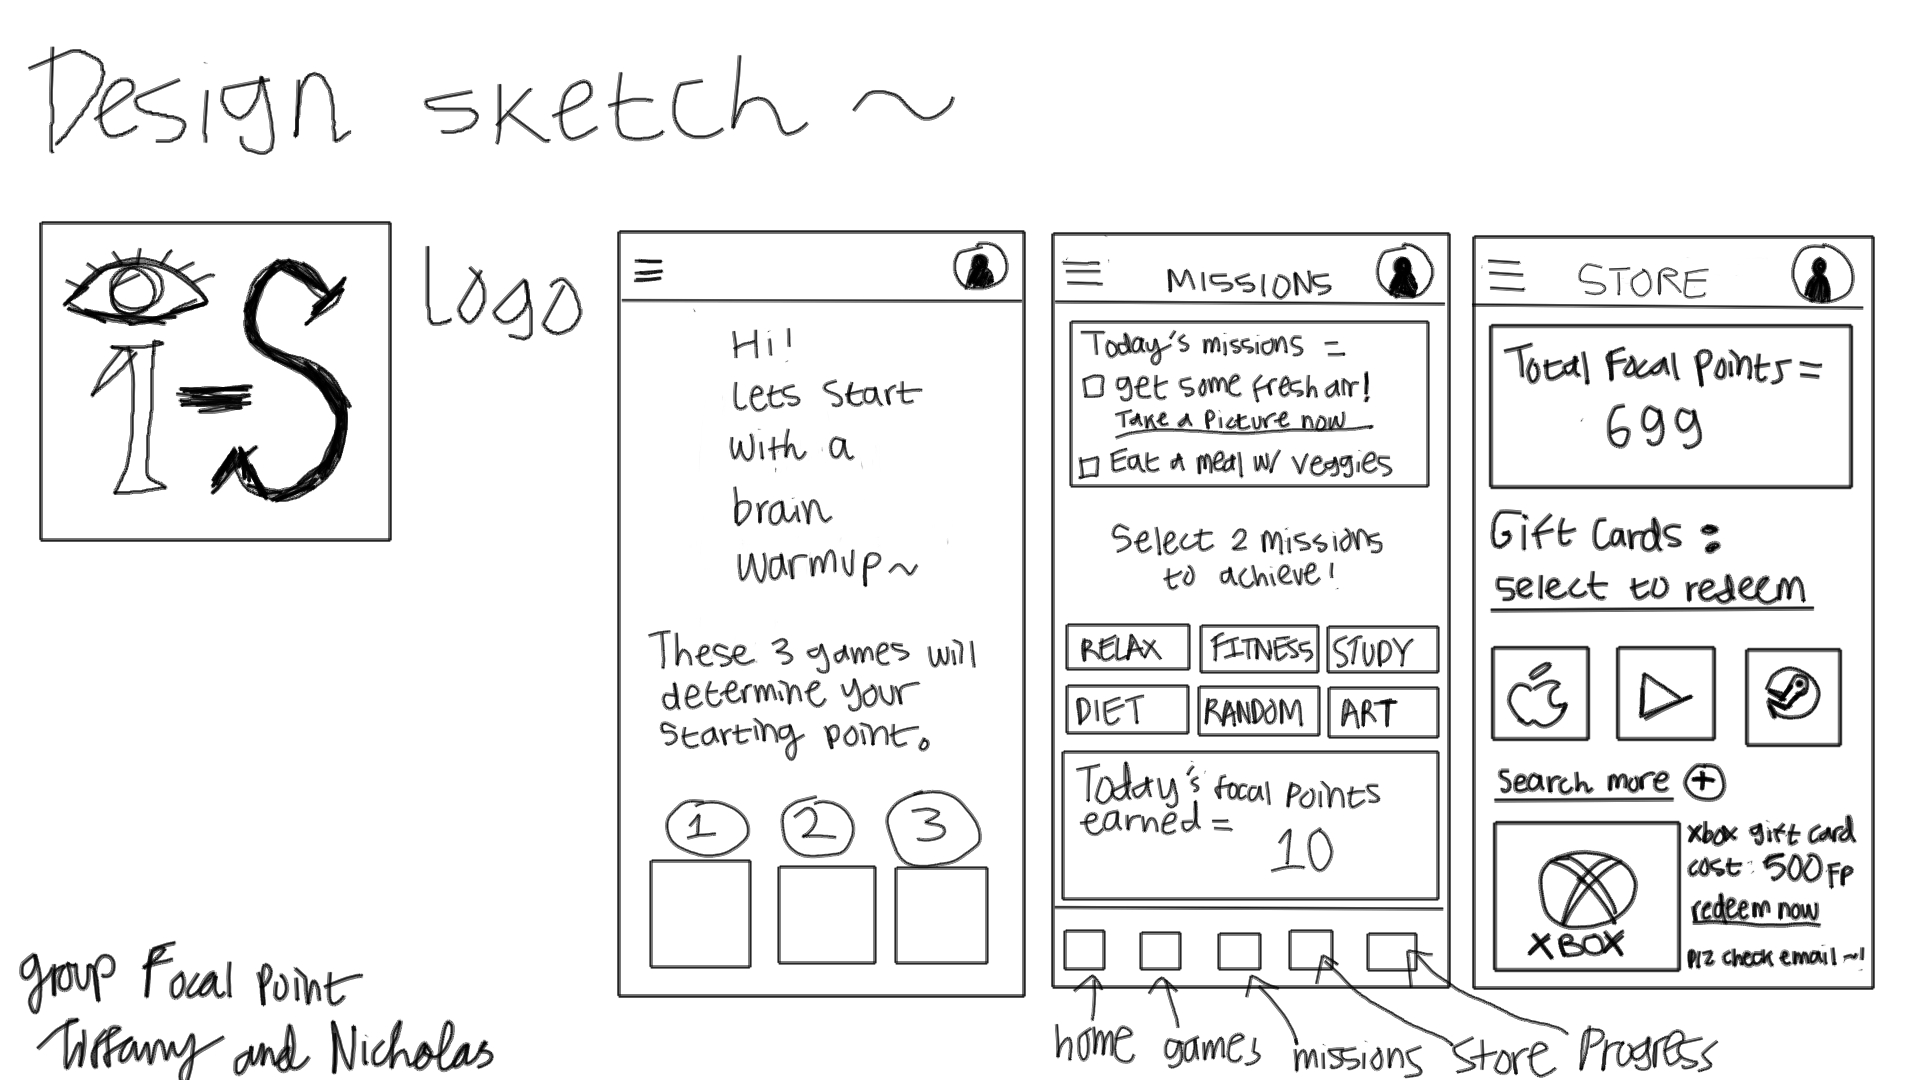 Design sketch ~
1=S
Logo
Hi!
Lets start
with a
brain
warmup~
These 3 games will
determine your
starting point.
1 2 3
MISSIONS
Today's missions =
get some fresh air!
Take a picture now
Eat a meal w/ veggies
Select 2 missions
to achieve!
RELAX FITNESS STUDY
DIET RANDOM ART
Today's focal points
earned =
10
home games missions Store Progress
STORE
Total Focal Points =
699
Gift Cards :
select to redeem
Search more +
XBOX
xbox gift card
cost: 500 FP
redeem now
plz check email ~!
group Focal Point
Tiffany and Nicholas